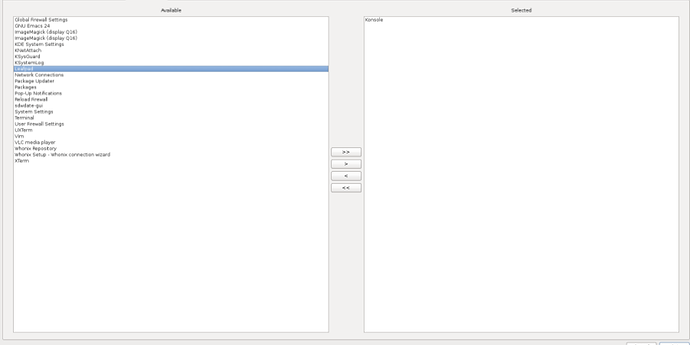 Available
Selected
Global Firewall Settings
GNU Emacs 24
ImageMagick (display Q16)
ImageMagick (display Q16)
KDE System Settings
KNetAttach
KSysGuard
KSystemLog
Leafpad
Network Connections
Package Updater
Packages
Pop-Up Notifications
Reload Firewall
sdwdate-gui
System Settings
Terminal
User Firewall Settings
UXTerm
Vim
VLC media player
Whonix Repository
Whonix Setup - Whonix connection wizard
XTerm
Konsole
>>
>
<
<<